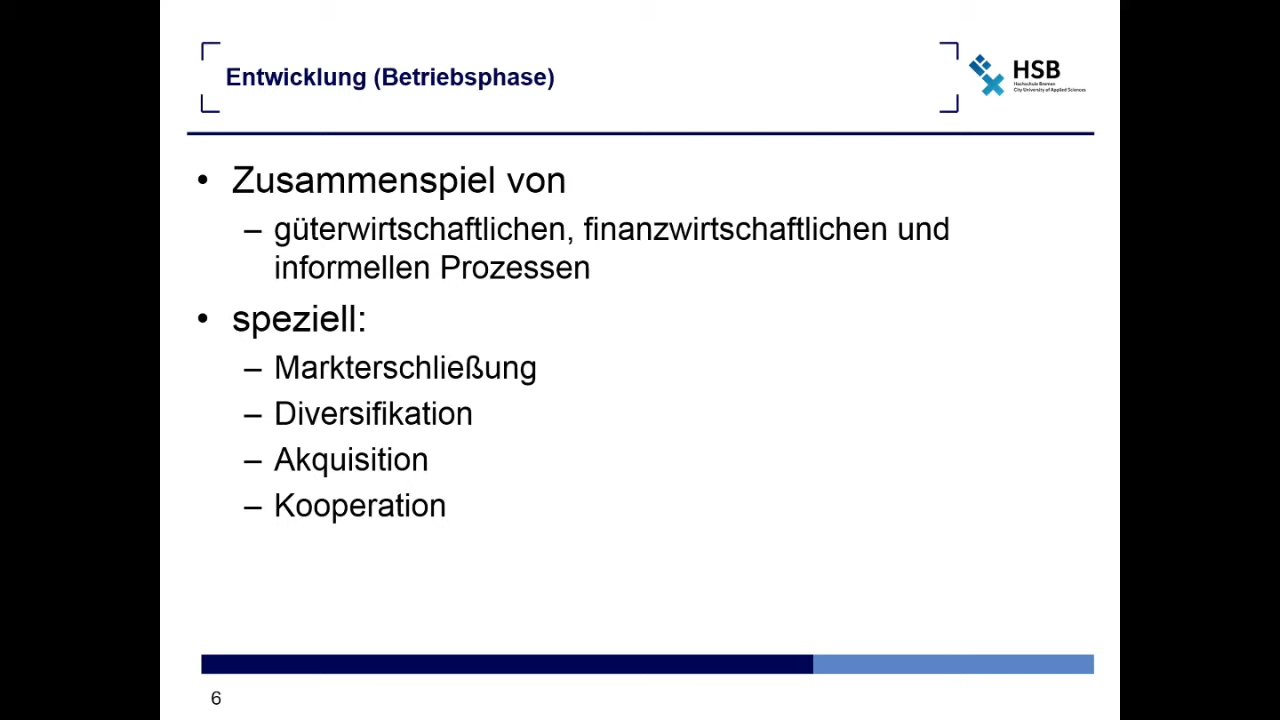 Entwicklung (Betriebsphase)
HSB
Hochschule Bremen
City University of Applied Sciences
• Zusammenspiel von
– güterwirtschaftlichen, finanzwirtschaftlichen und
informellen Prozessen
• speziell:
– Markterschließung
– Diversifikation
– Akquisition
– Kooperation
6